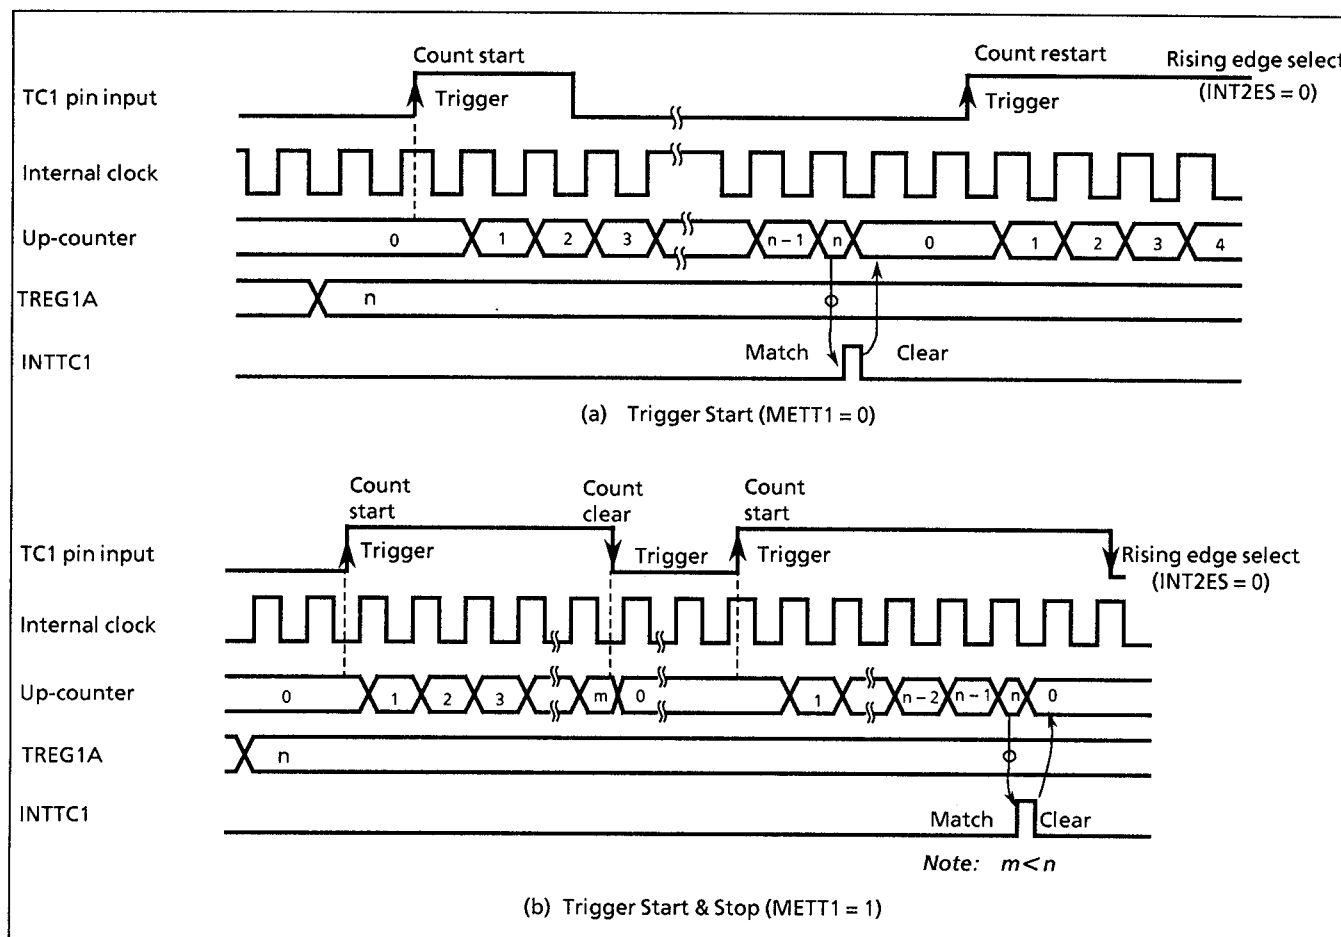 Count start
Count restart
Rising edge select
(INT2ES = 0)
TC1 pin input
Trigger
Trigger
Internal clock
Up-counter
0 1 2 3 n-1 n 0 1 2 3 4
TREG1A
n
INTTC1
Match
Clear
(a) Trigger Start (METT1 = 0)
Count start
Count clear
Count start
TC1 pin input
Trigger
Trigger
Trigger
Rising edge select
(INT2ES = 0)
Internal clock
Up-counter
0 1 2 3 m 0 1 n-2 n-1 n 0
TREG1A
n
INTTC1
Match
Clear
Note: m<n
(b) Trigger Start & Stop (METT1 = 1)